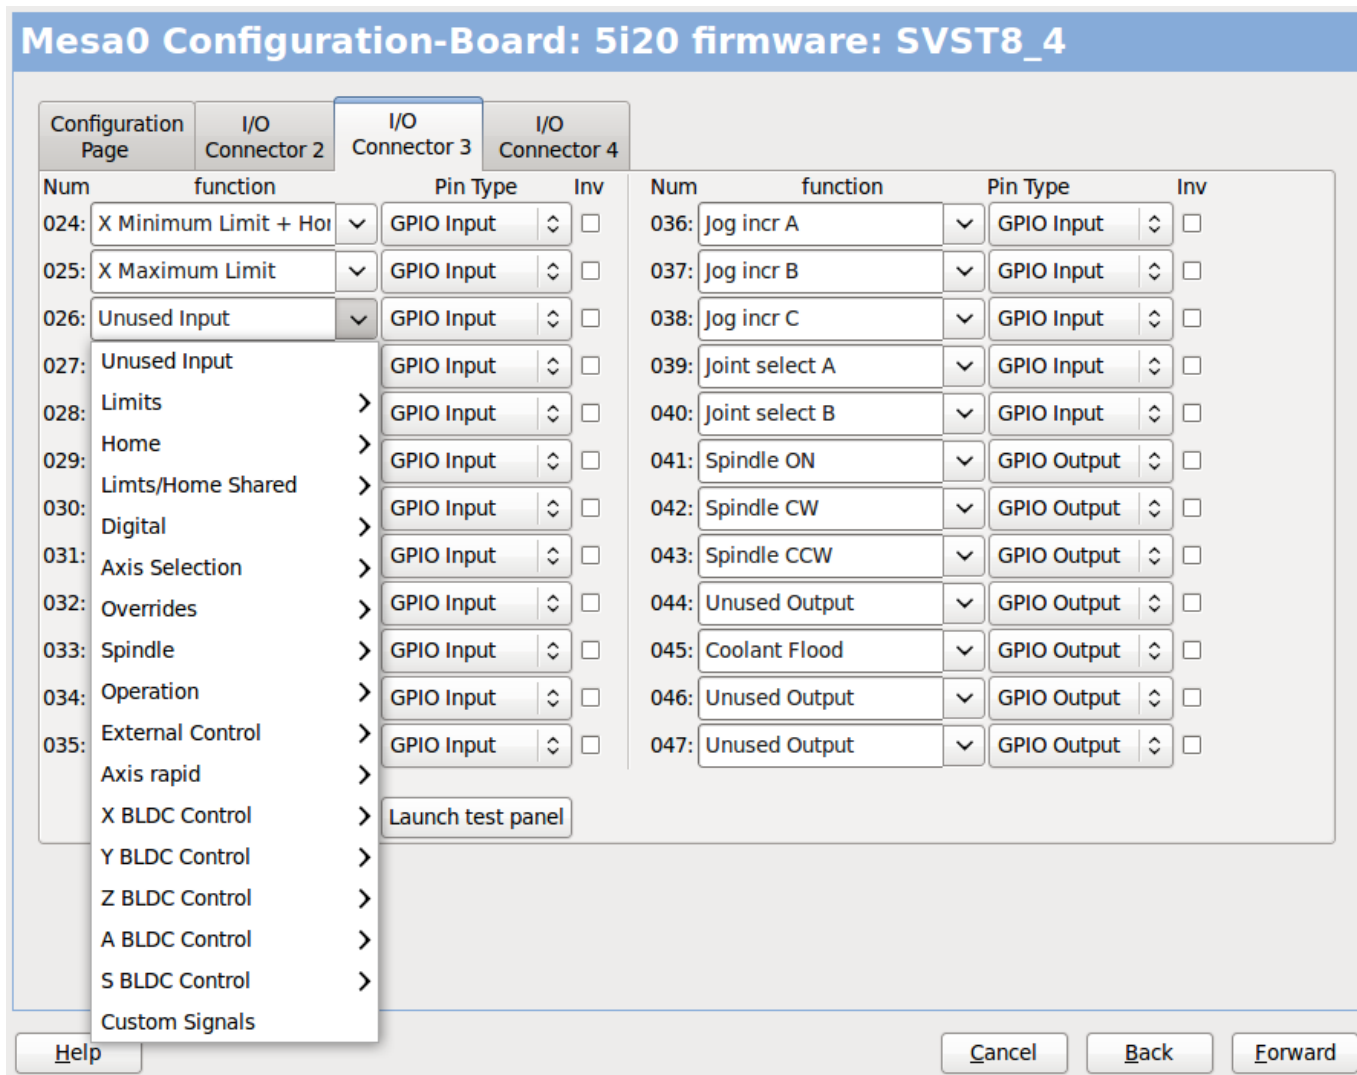 Mesa0 Configuration-Board: 5i20 firmware: SVST8_4
Configuration Page
I/O Connector 2
I/O Connector 3
I/O Connector 4
Num function Pin Type Inv Num function Pin Type Inv
024: X Minimum Limit + Hor GPIO Input 036: Jog incr A GPIO Input
025: X Maximum Limit GPIO Input 037: Jog incr B GPIO Input
026: Unused Input GPIO Input 038: Jog incr C GPIO Input
027: GPIO Input 039: Joint select A GPIO Input
028: GPIO Input 040: Joint select B GPIO Input
029: GPIO Input 041: Spindle ON GPIO Output
030: GPIO Input 042: Spindle CW GPIO Output
031: GPIO Input 043: Spindle CCW GPIO Output
032: GPIO Input 044: Unused Output GPIO Output
033: GPIO Input 045: Coolant Flood GPIO Output
034: GPIO Input 046: Unused Output GPIO Output
035: GPIO Input 047: Unused Output GPIO Output
Unused Input
Limits
Home
Limts/Home Shared
Digital
Axis Selection
Overrides
Spindle
Operation
External Control
Axis rapid
X BLDC Control
Y BLDC Control
Z BLDC Control
A BLDC Control
S BLDC Control
Custom Signals
Launch test panel
Help Cancel Back Forward